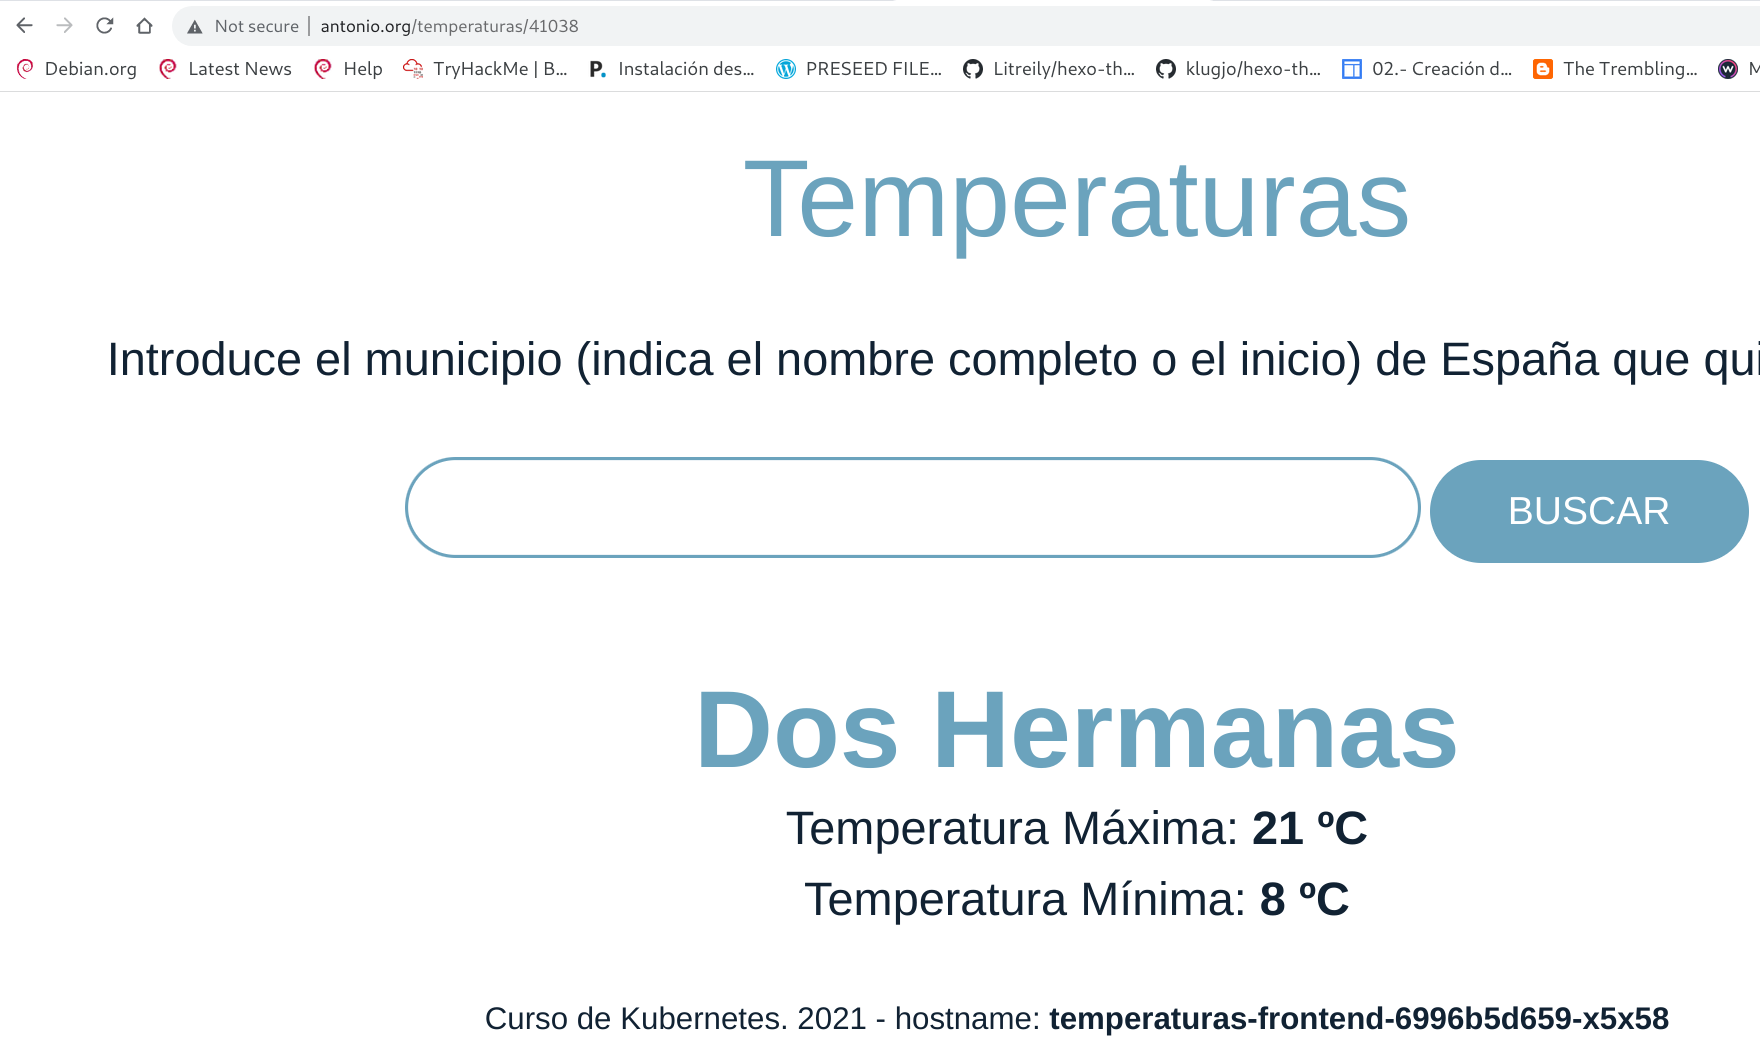 Not secure | antonio.org/temperaturas/41038
Debian.org Latest News Help TryHackMe | B... Instalación des... PRESEED FILE... Litreily/hexo-th... klugjo/hexo-th... 02.- Creación d... The Trembling... M
Temperaturas
Introduce el municipio (indica el nombre completo o el inicio) de España que qui
BUSCAR
Dos Hermanas
Temperatura Máxima: 21 ºC
Temperatura Mínima: 8 ºC
Curso de Kubernetes. 2021 - hostname: temperaturas-frontend-6996b5d659-x5x58